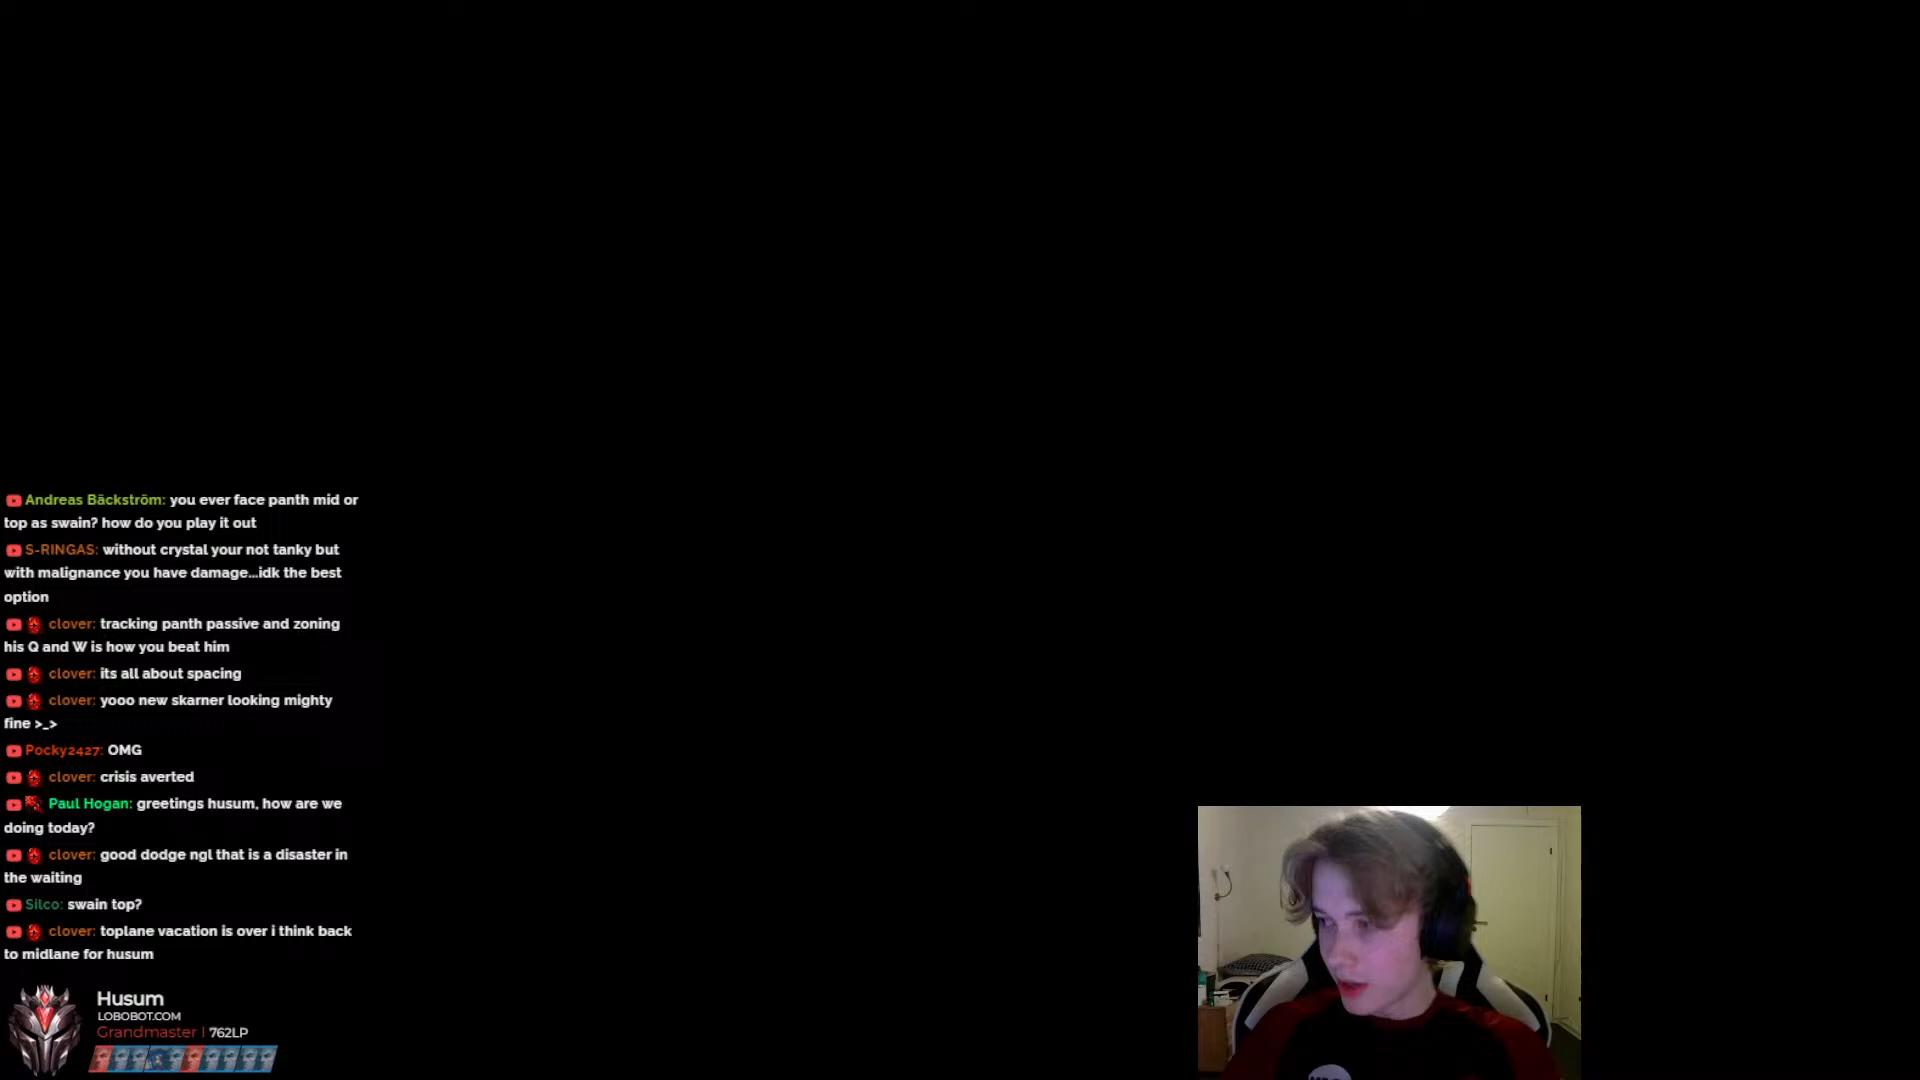 Andreas Bäckström: you ever face panth mid or
top as swain? how do you play it out
S-RINGAS: without crystal your not tanky but
with malignance you have damage...idk the best
option
clover: tracking panth passive and zoning
his Q and W is how you beat him
clover: its all about spacing
clover: yooo new skarner looking mighty
fine >_>
Pocky2427: OMG
clover: crisis averted
Paul Hogan: greetings husum, how are we
doing today?
clover: good dodge ngl that is a disaster in
the waiting
Silco: swain top?
clover: toplane vacation is over i think back
to midlane for husum
Husum
LOBOBOT.COM
Grandmaster I 762LP